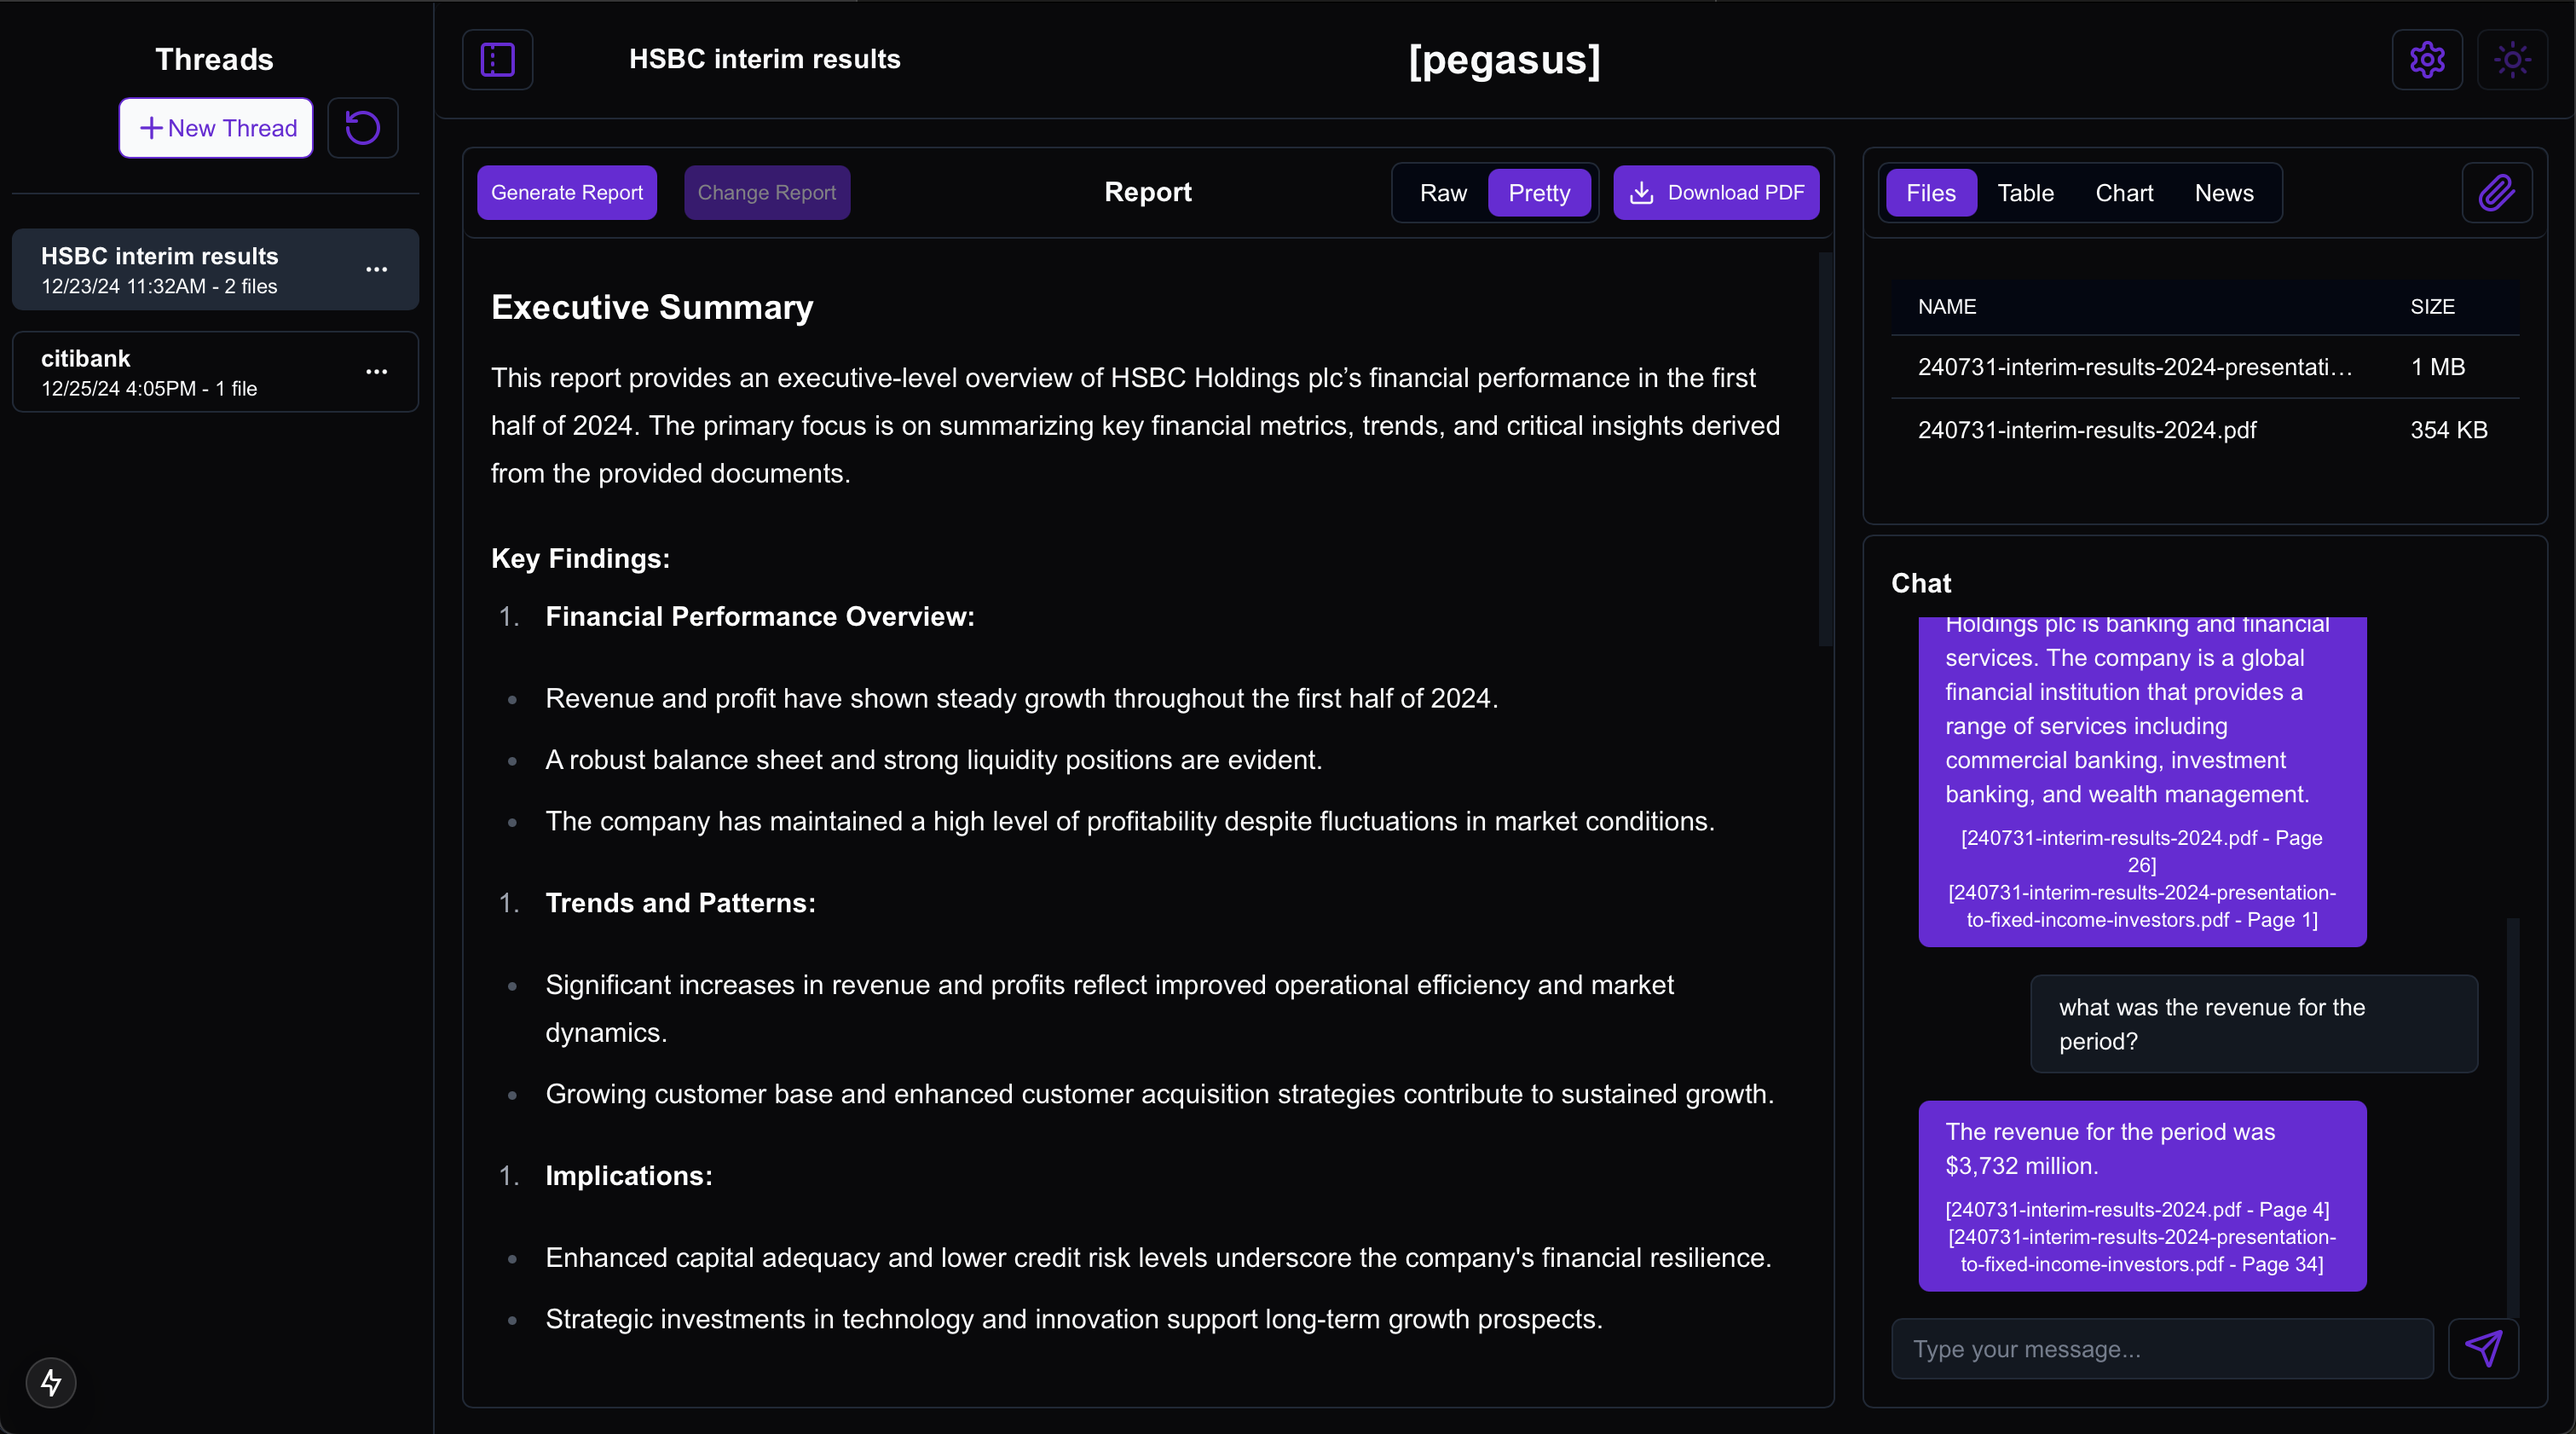 Threads
New Thread
HSBC interim results
12/23/24 11:32AM - 2 files
citibank
12/25/24 4:05PM - 1 file
HSBC interim results
[pegasus]
Generate Report
Change Report
Report
Raw
Pretty
Download PDF
Executive Summary
This report provides an executive-level overview of HSBC Holdings plc’s financial performance in the first
half of 2024. The primary focus is on summarizing key financial metrics, trends, and critical insights derived
from the provided documents.
Key Findings:
1. Financial Performance Overview:
• Revenue and profit have shown steady growth throughout the first half of 2024.
• A robust balance sheet and strong liquidity positions are evident.
• The company has maintained a high level of profitability despite fluctuations in market conditions.
1. Trends and Patterns:
• Significant increases in revenue and profits reflect improved operational efficiency and market
dynamics.
• Growing customer base and enhanced customer acquisition strategies contribute to sustained growth.
1. Implications:
• Enhanced capital adequacy and lower credit risk levels underscore the company's financial resilience.
• Strategic investments in technology and innovation support long-term growth prospects.
Files
Table
Chart
News
NAME SIZE
240731-interim-results-2024-presentati… 1 MB
240731-interim-results-2024.pdf 354 KB
Chat
Holdings plc is banking and financial
services. The company is a global
financial institution that provides a
range of services including
commercial banking, investment
banking, and wealth management.
[240731-interim-results-2024.pdf - Page
26]
[240731-interim-results-2024-presentation-
to-fixed-income-investors.pdf - Page 1]
what was the revenue for the
period?
The revenue for the period was
$3,732 million.
[240731-interim-results-2024.pdf - Page 4]
[240731-interim-results-2024-presentation-
to-fixed-income-investors.pdf - Page 34]
Type your message...